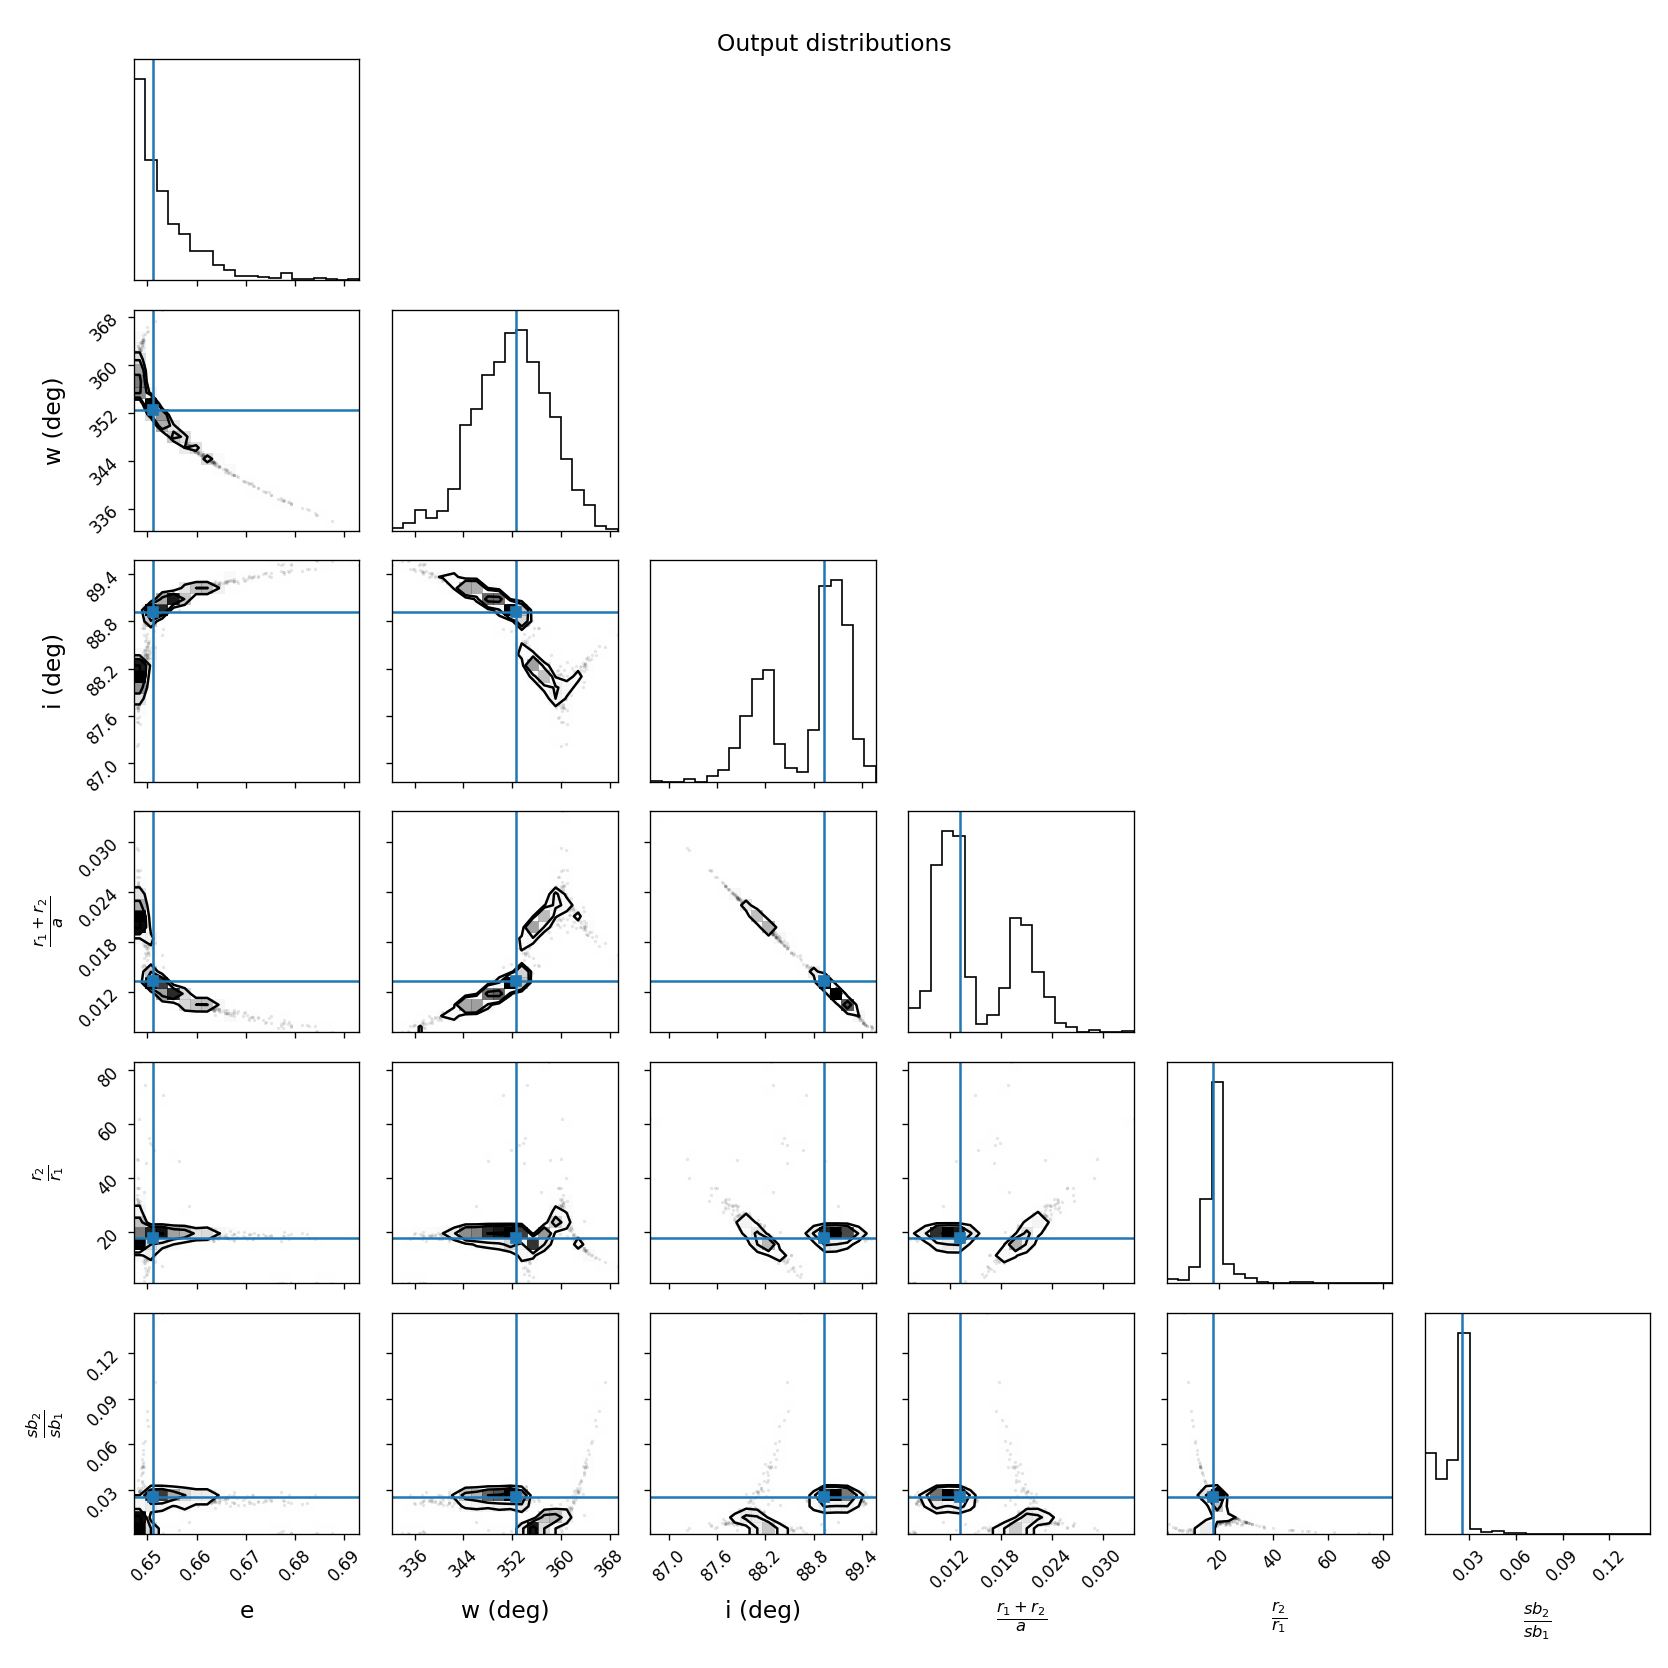 Output distributions
368
360
352
344
336
w (deg)
89.4
88.8
88.2
87.6
87.0
i (deg)
0.030
0.024
0.018
0.012
r₁ + r₂
a
80
60
40
20
r₂
r₁
0.12
0.09
0.06
0.03
sb₂
sb₁
0.65 0.66 0.67 0.68 0.69
336 344 352 360 368
87.0 87.6 88.2 88.8 89.4
0.012 0.018 0.024 0.030
20 40 60 80
0.03 0.06 0.09 0.12
e
w (deg)
i (deg)
r₁ + r₂
a
r₂
r₁
sb₂
sb₁